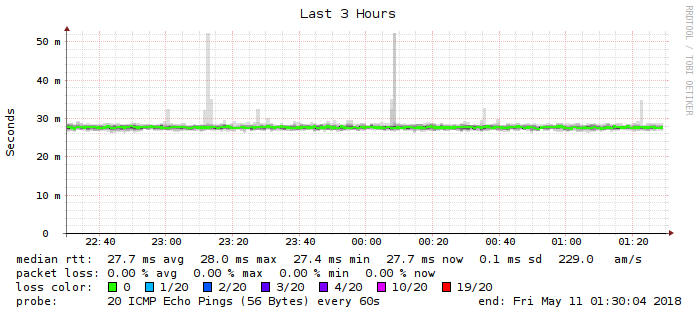 Last 3 Hours
RRDTOOL / TOBI OETIKER
Seconds
50 m
40 m
30 m
20 m
10 m
0
22:40 23:00 23:20 23:40 00:00 00:20 00:40 01:00 01:20
median rtt: 27.7 ms avg 28.0 ms max 27.4 ms min 27.7 ms now 0.1 ms sd 229.0 am/s
packet loss: 0.00 % avg 0.00 % max 0.00 % min 0.00 % now
loss color: 0 1/20 2/20 3/20 4/20 10/20 19/20
probe: 20 ICMP Echo Pings (56 Bytes) every 60s end: Fri May 11 01:30:04 2018